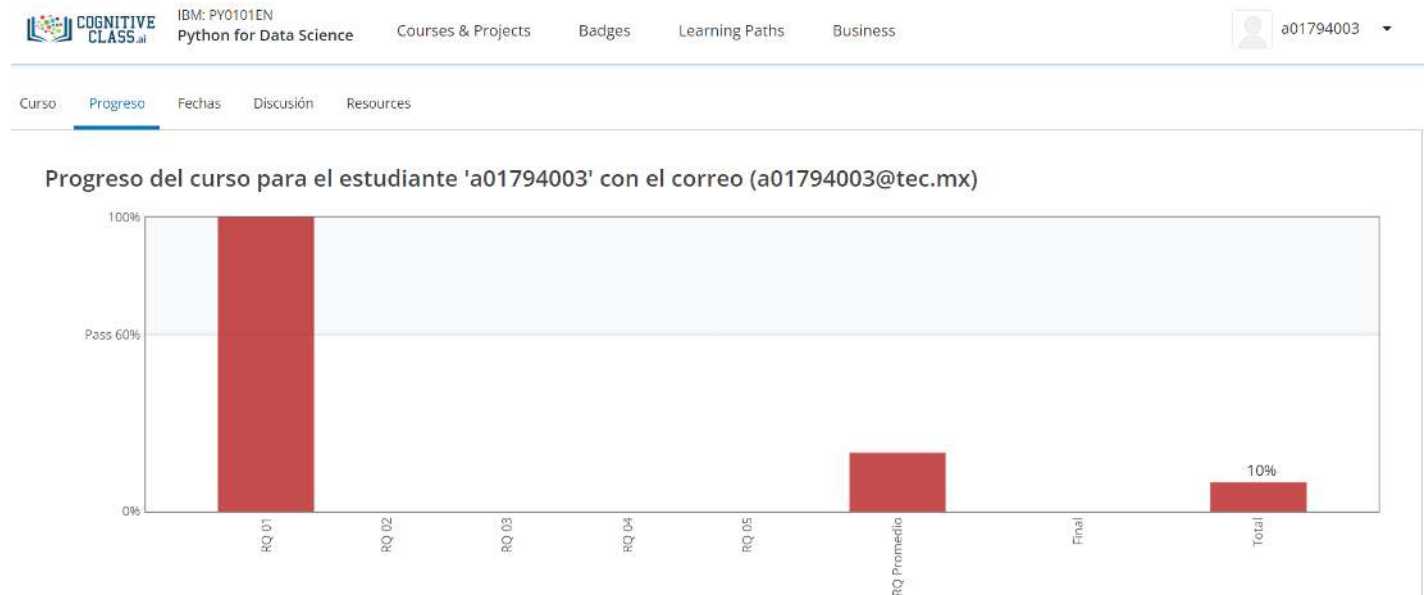 COGNITIVE
CLASS.ai
IBM: PY0101EN
Python for Data Science
Courses & Projects
Badges
Learning Paths
Business
a01794003
Curso
Progreso
Fechas
Discusión
Resources
Progreso del curso para el estudiante 'a01794003' con el correo (a01794003@tec.mx)
100%
Pass 60%
0%
10%
RQ 01
RQ 02
RQ 03
RQ 04
RQ 05
RQ Promedio
Final
Total